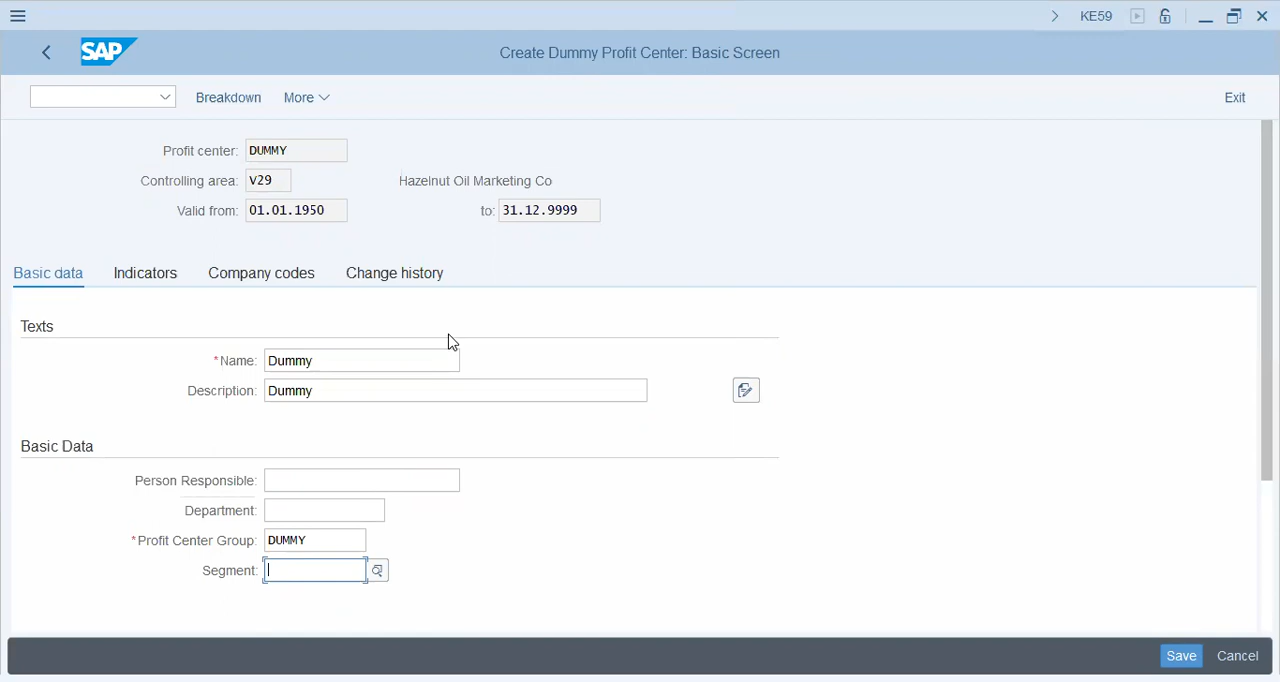 KE59
SAP Create Dummy Profit Center: Basic Screen
Breakdown More Exit
Profit center: DUMMY
Controlling area: V29 Hazelnut Oil Marketing Co
Valid from: 01.01.1950 to: 31.12.9999
Basic data Indicators Company codes Change history
Texts
*Name: Dummy
Description: Dummy
Basic Data
Person Responsible:
Department:
*Profit Center Group: DUMMY
Segment:
Save Cancel